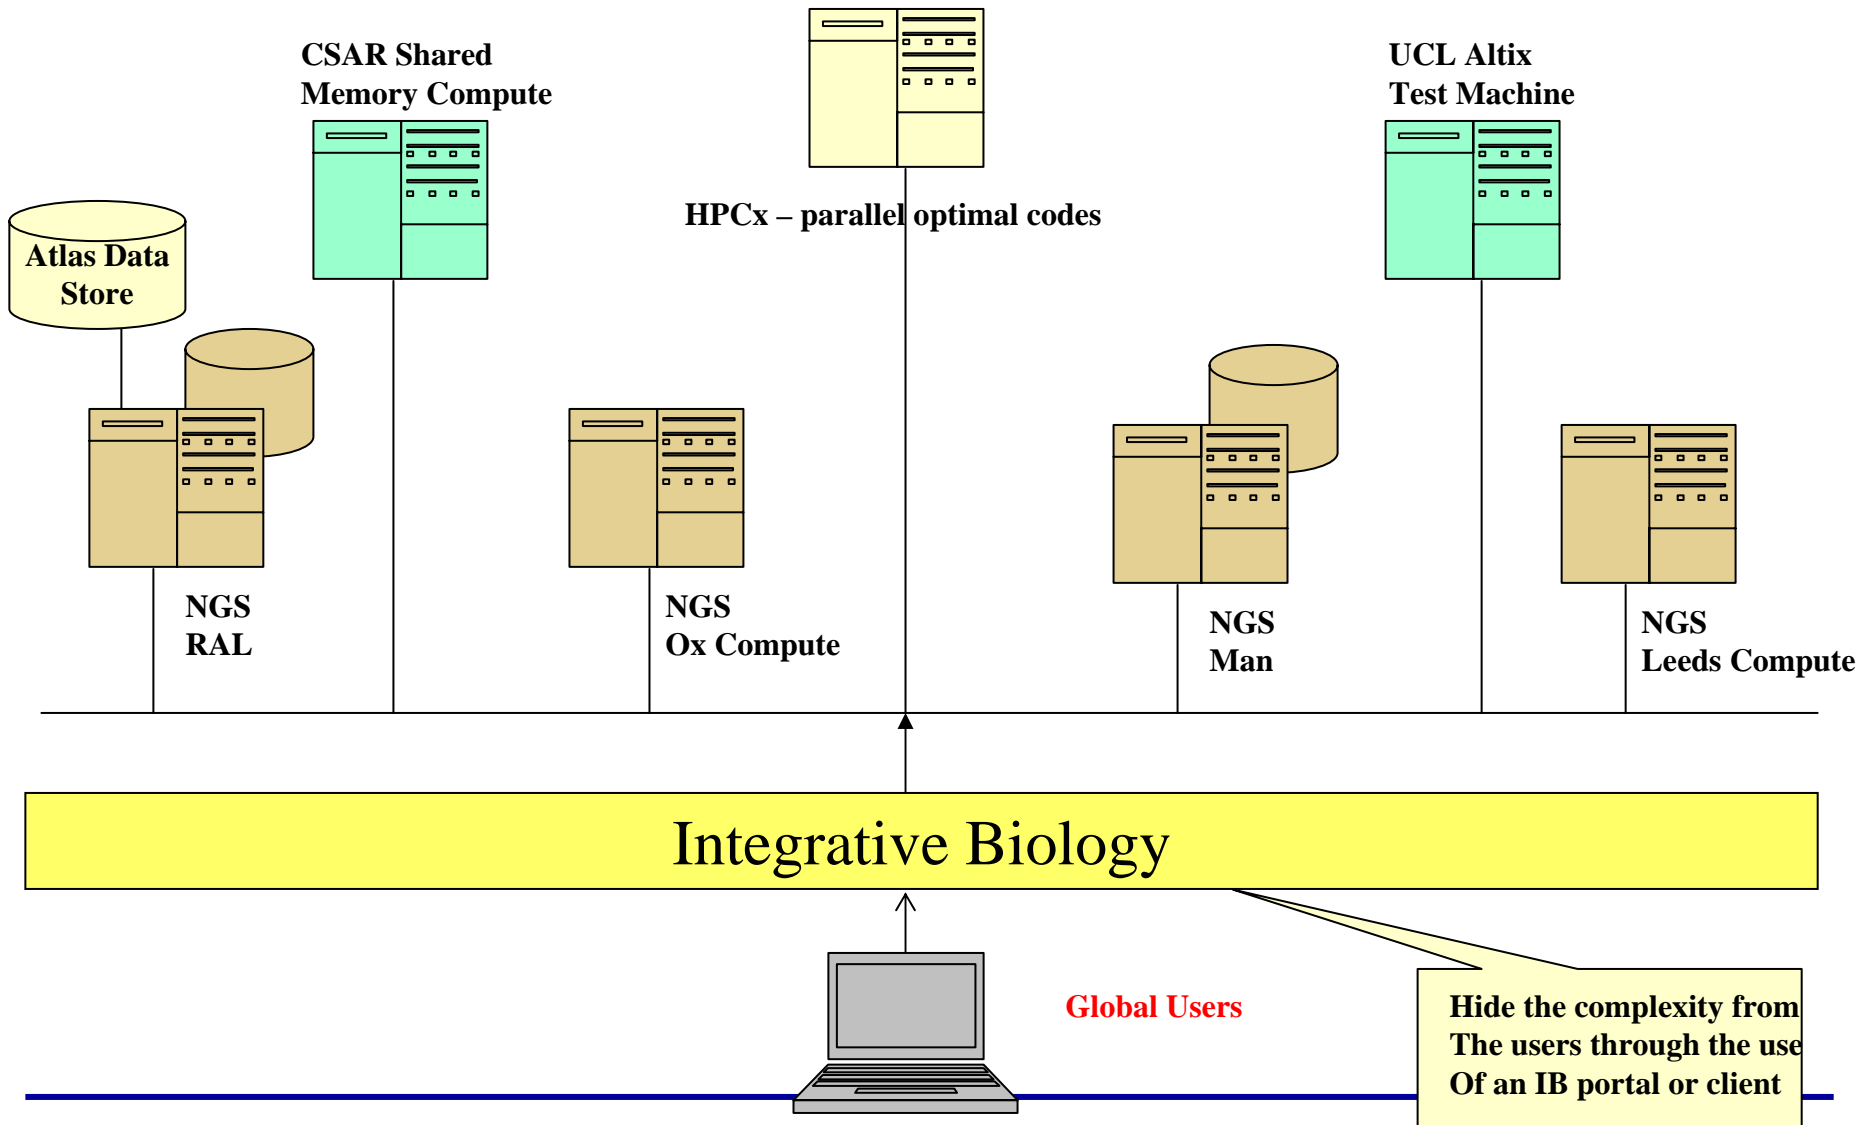 CSAR Shared
Memory Compute
UCL Altix
Test Machine
HPCx – parallel optimal codes
Atlas Data
Store
NGS
RAL
NGS
Ox Compute
NGS
Man
NGS
Leeds Compute
Integrative Biology
Global Users
Hide the complexity from
The users through the use
Of an IB portal or client